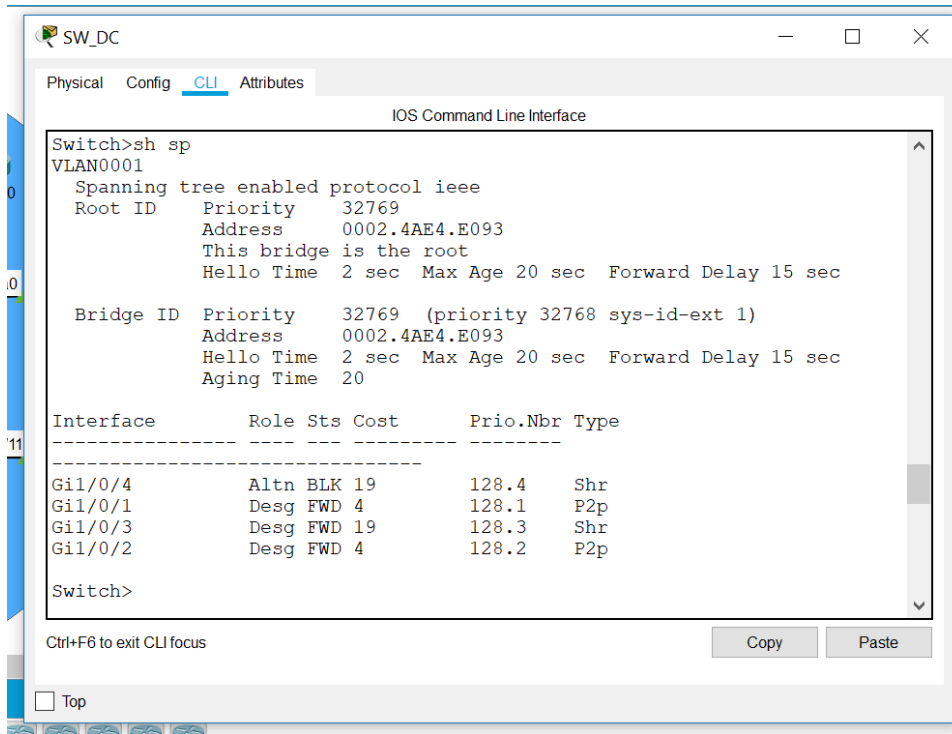 SW_DC
Physical Config CLI Attributes
IOS Command Line Interface
Switch>sh sp
VLAN0001
  Spanning tree enabled protocol ieee
  Root ID    Priority    32769
             Address     0002.4AE4.E093
             This bridge is the root
             Hello Time  2 sec  Max Age 20 sec  Forward Delay 15 sec

  Bridge ID  Priority    32769  (priority 32768 sys-id-ext 1)
             Address     0002.4AE4.E093
             Hello Time  2 sec  Max Age 20 sec  Forward Delay 15 sec
             Aging Time  20

Interface        Role Sts Cost      Prio.Nbr Type
---------------- ---- --- --------- --------
--------------------------------
Gi1/0/4          Altn BLK 19        128.4    Shr
Gi1/0/1          Desg FWD 4         128.1    P2p
Gi1/0/3          Desg FWD 19        128.3    Shr
Gi1/0/2          Desg FWD 4         128.2    P2p

Switch>
Ctrl+F6 to exit CLI focus
Copy Paste
Top
0
0
11